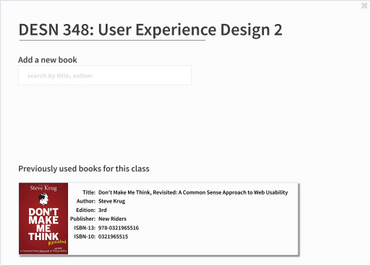 DESN 348: User Experience Design 2
Add a new book
search by title, author
Previously used books for this class
Steve Krug
DON'T
MAKE
ME
THINK
revisited
Title: Don't Make Me Think, Revisited: A Common Sense Approach to Web Usability
Author: Steve Krug
Edition: 3rd
Publisher: New Riders
ISBN-13: 978-0321965516
ISBN-10: 0321965515